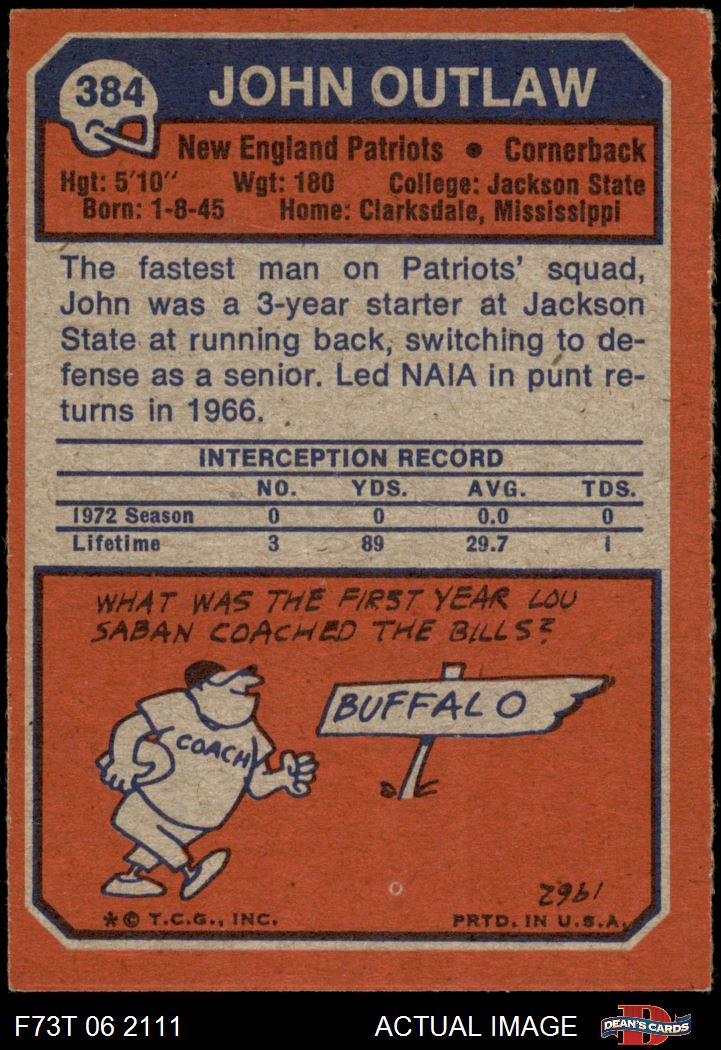 384
JOHN OUTLAW
New England Patriots • Cornerback
Hgt: 5'10" Wgt: 180 College: Jackson State
Born: 1-8-45 Home: Clarksdale, Mississippi
The fastest man on Patriots' squad,
John was a 3-year starter at Jackson
State at running back, switching to de-
fense as a senior. Led NAIA in punt re-
turns in 1966.
INTERCEPTION RECORD
NO. YDS. AVG. TDS.
1972 Season 0 0 0.0 0
Lifetime 3 89 29.7 1
WHAT WAS THE FIRST YEAR LOU
SABAN COACHED THE BILLS?
BUFFALO
COACH
1962
* © T.C.G., INC. PRTD. IN U.S.A.
F73T 06 2111 ACTUAL IMAGE DEAN'S CARDS